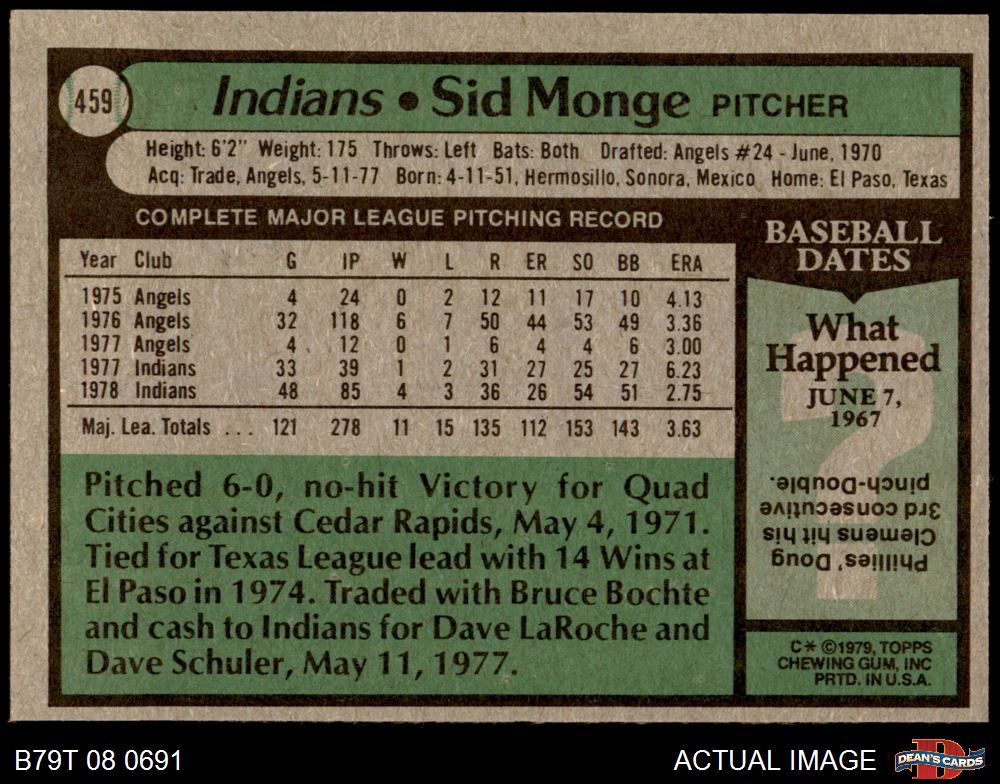 459
Indians • Sid Monge PITCHER
Height: 6'2" Weight: 175 Throws: Left Bats: Both Drafted: Angels #24 - June, 1970
Acq: Trade, Angels, 5-11-77 Born: 4-11-51, Hermosillo, Sonora, Mexico Home: El Paso, Texas
COMPLETE MAJOR LEAGUE PITCHING RECORD
Year Club G IP W L R ER SO BB ERA
1975 Angels 4 24 0 2 12 11 17 10 4.13
1976 Angels 32 118 6 7 50 44 53 49 3.36
1977 Angels 4 12 0 1 6 4 4 6 3.00
1977 Indians 33 39 1 2 31 27 25 27 6.23
1978 Indians 48 85 4 3 36 26 54 51 2.75
Maj. Lea. Totals ... 121 278 11 15 135 112 153 143 3.63
Pitched 6-0, no-hit Victory for Quad
Cities against Cedar Rapids, May 4, 1971.
Tied for Texas League lead with 14 Wins at
El Paso in 1974. Traded with Bruce Bochte
and cash to Indians for Dave LaRoche and
Dave Schuler, May 11, 1977.
BASEBALL
DATES
What
Happened
JUNE 7,
1967
?
Phillies' Doug
Clemens hit his
3rd consecutive
pinch-Double.
C* ©1979, TOPPS
CHEWING GUM, INC
PRTD. IN U.S.A.
B79T 08 0691
ACTUAL IMAGE
D
DEAN'S CARDS